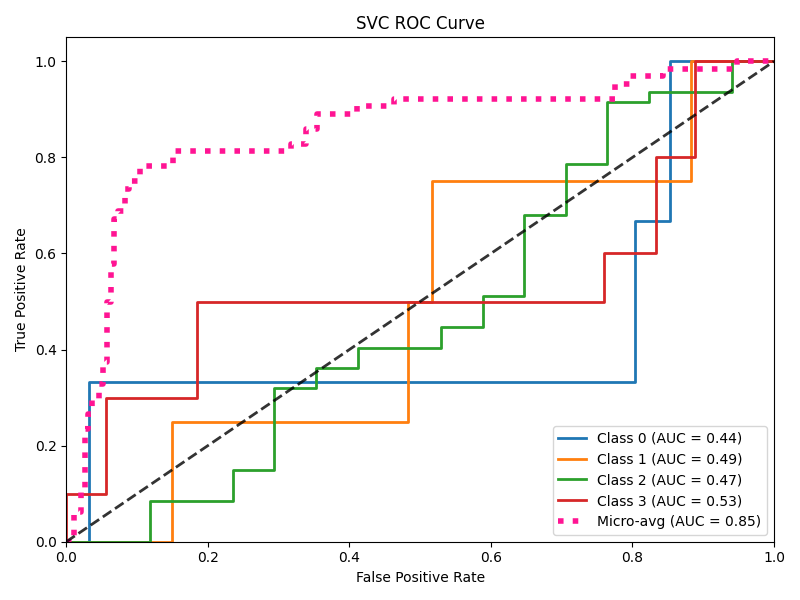 SVC ROC Curve
True Positive Rate
1.0
0.8
0.6
0.4
0.2
0.0
Class 0 (AUC = 0.44)
Class 1 (AUC = 0.49)
Class 2 (AUC = 0.47)
Class 3 (AUC = 0.53)
Micro-avg (AUC = 0.85)
0.0 0.2 0.4 0.6 0.8 1.0
False Positive Rate